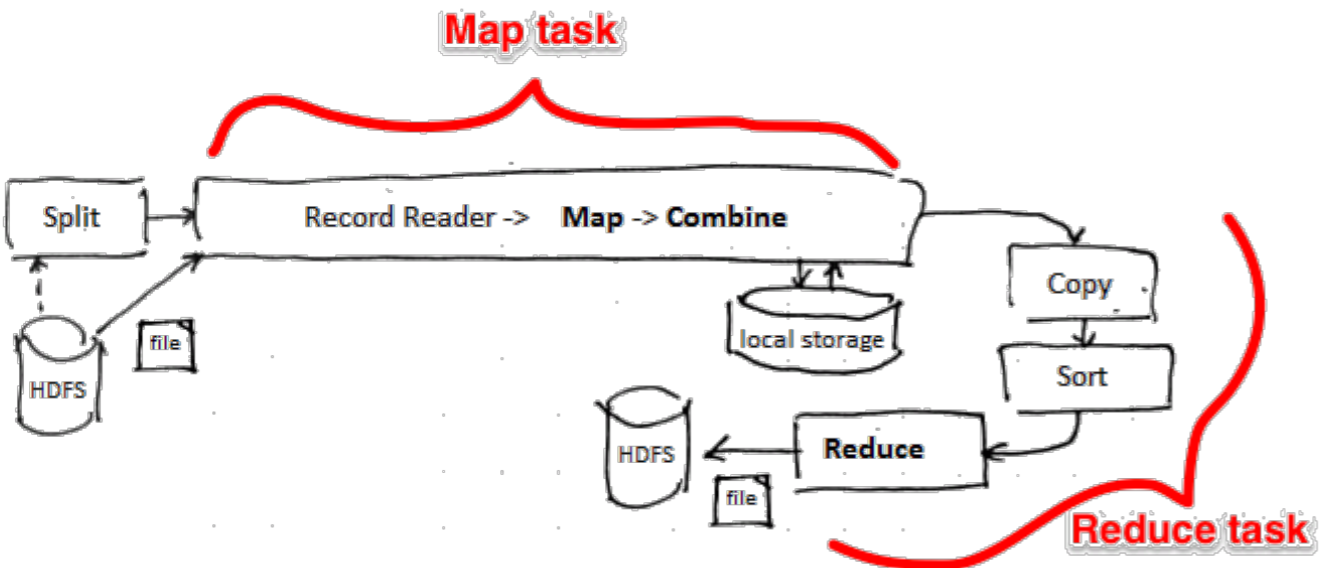 Map task
Split
Record Reader -> Map -> Combine
Copy
file
local storage
HDFS
Sort
HDFS
Reduce
file
Reduce task